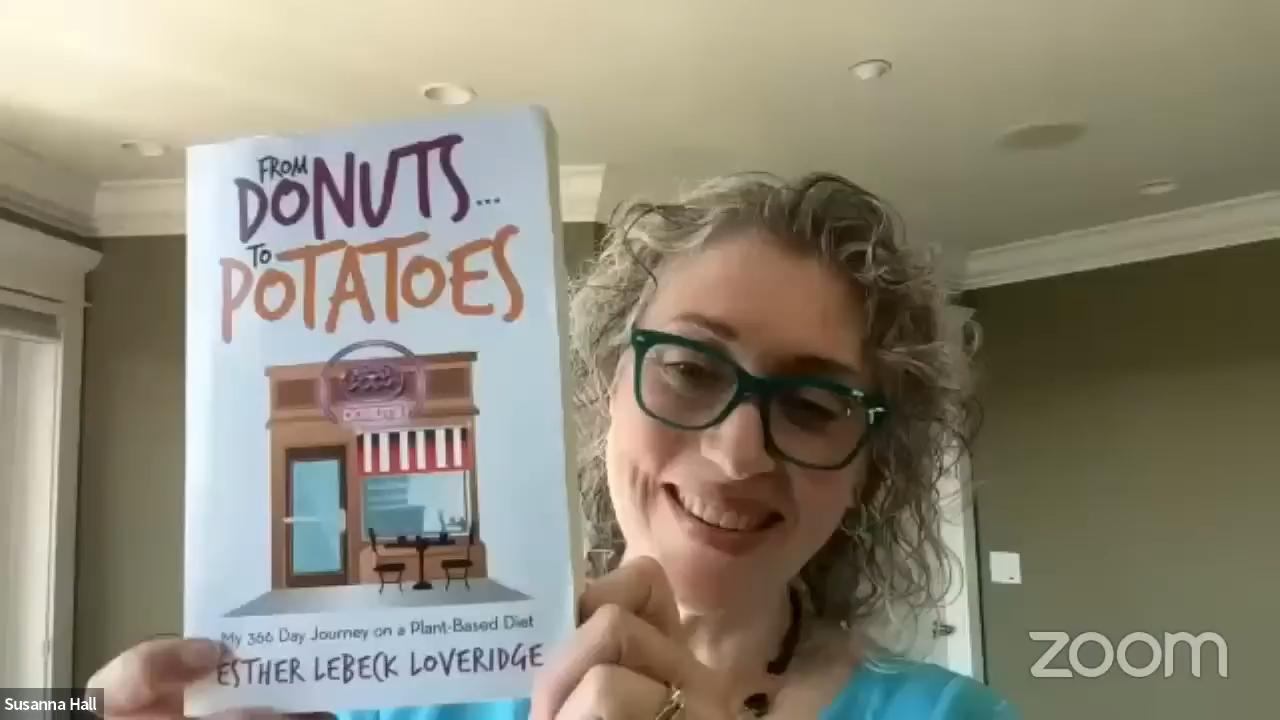 FROM
DONUTS...
TO
POTATOES
My 366 Day Journey on a Plant-Based Diet
ESTHER LEBECK LOVERIDGE
Susanna Hall
zoom